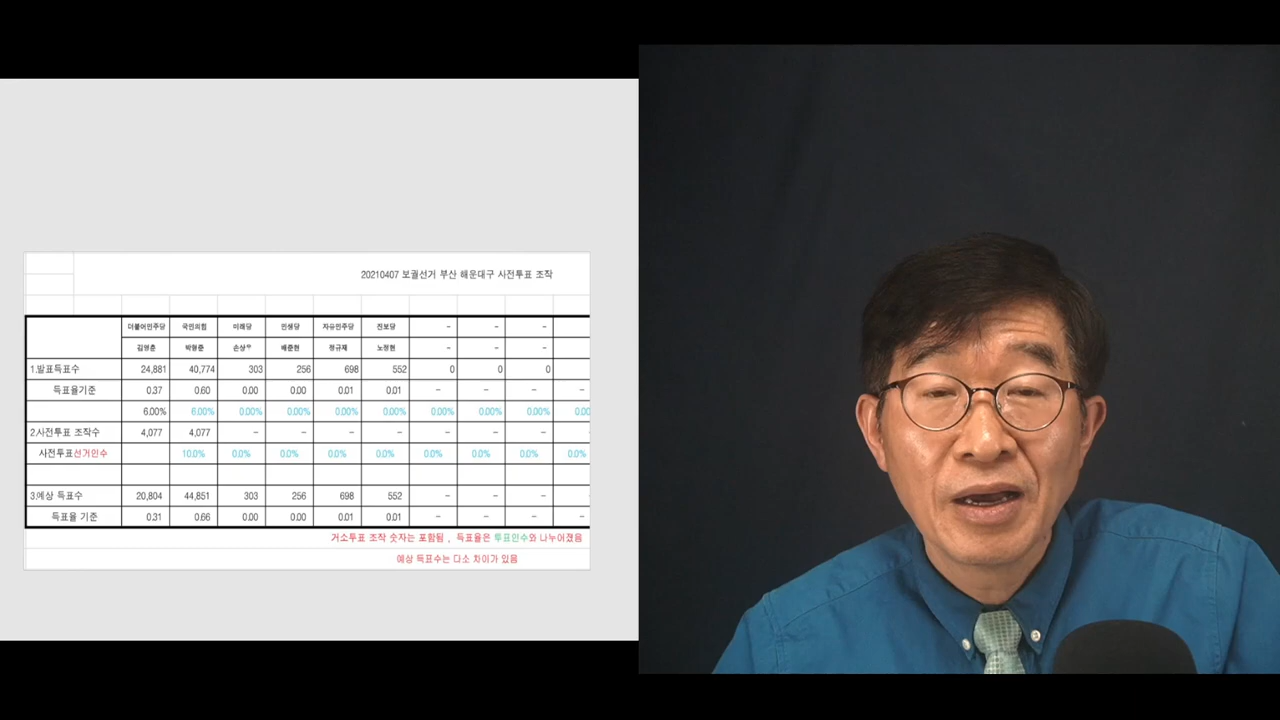 20210407 보궐선거 부산 해운대구 사전투표 조작
더불어민주당 국민의힘 미래당 민생당 자유민주당 진보당 – – –
김영춘 박형준 손상우 배준현 정규재 노정현 – – –
1.발표득표수 24,881 40,774 303 256 698 552 0 0 0
득표율기준 0.37 0.60 0.00 0.00 0.01 0.01 – – – –
6.00% 6.00% 0.00% 0.00% 0.00% 0.00% 0.00% 0.00% 0.00% 0.00
2.사전투표 조작수 4,077 4,077 – – – – – – – –
사전투표선거인수 10.0% 0.0% 0.0% 0.0% 0.0% 0.0% 0.0% 0.0% 0.0%
3.예상 득표수 20,804 44,851 303 256 698 552 – – – –
득표율 기준 0.31 0.66 0.00 0.00 0.01 0.01 – – – –
거소투표 조작 숫자는 포함됨 , 득표율은 투표인수와 나누어졌음
예상 득표수는 다소 차이가 있음